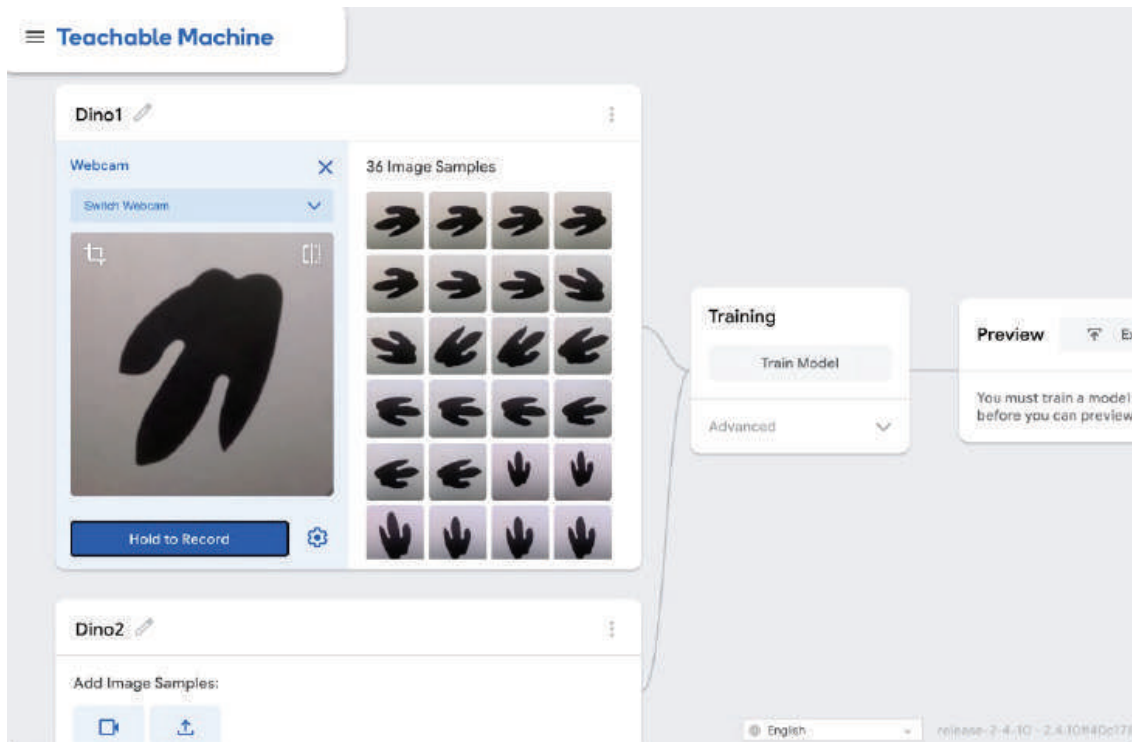 Teachable Machine
Dino1
Webcam
Switch Webcam
Hold to Record
36 Image Samples
Dino2
Add Image Samples:
Training
Train Model
Advanced
Preview
You must train a model
before you can preview
English